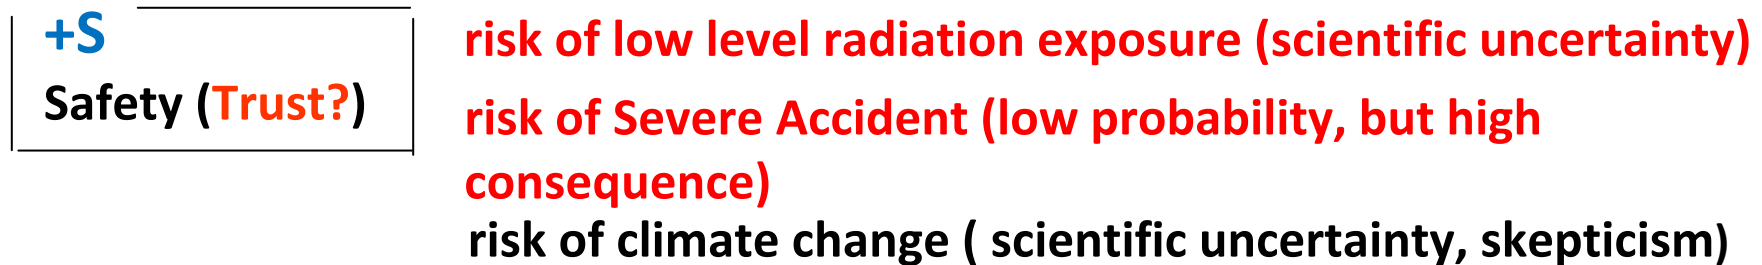 +S
Safety (Trust?)
risk of low level radiation exposure (scientific uncertainty)
risk of Severe Accident (low probability, but high
consequence)
risk of climate change ( scientific uncertainty, skepticism)